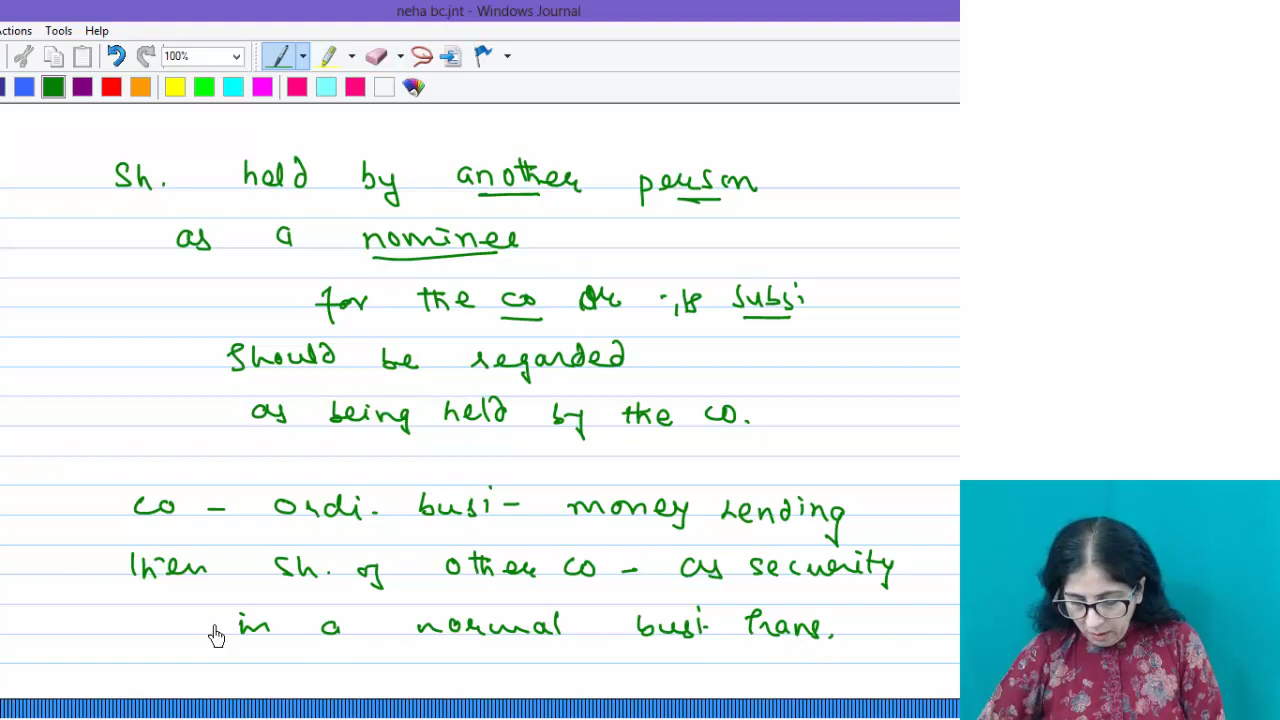 neha bc.jnt - Windows Journal
Actions Tools Help
100%
Sh. held by another person
as a nominee
for the co or its subsi
Should be regarded
as being held by the co.
co - ordi. busi - money lending
then sh. of other co - as security
in a normal busi trans.